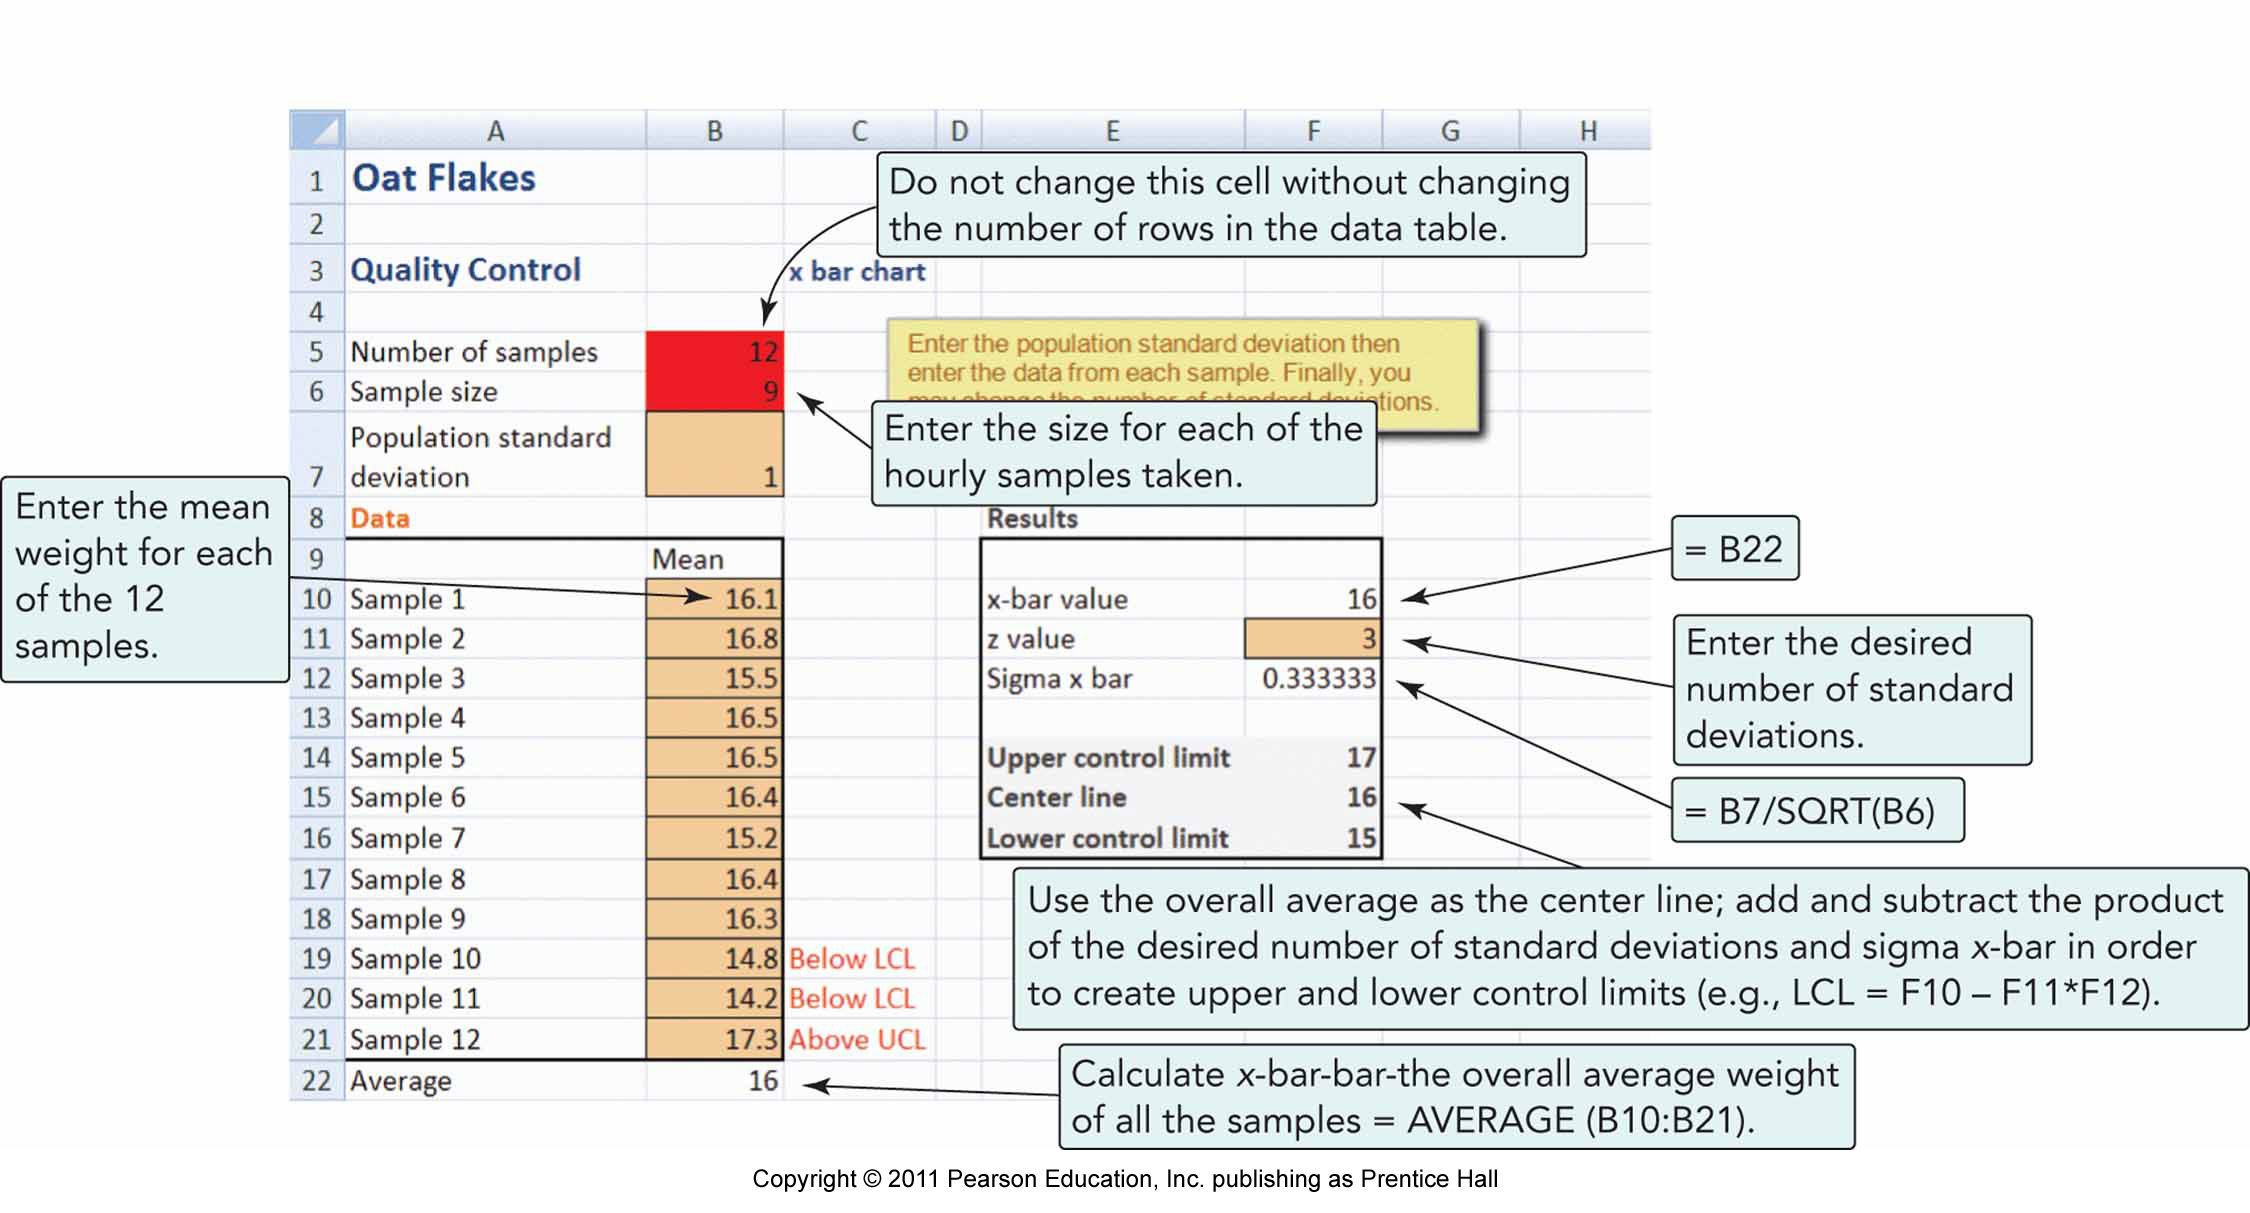 A B C D E F G H
1 Oat Flakes
Do not change this cell without changing
the number of rows in the data table.
2
3 Quality Control x bar chart
4
5 Number of samples 12
6 Sample size 9
Enter the population standard deviation then
enter the data from each sample. Finally, you
may change the number of standard deviations.
Enter the size for each of the
hourly samples taken.
Population standard
7 deviation 1
8 Data Results
Enter the mean
weight for each
of the 12
samples.
9 Mean
= B22
10 Sample 1 16.1 x-bar value 16
11 Sample 2 16.8 z value 3
12 Sample 3 15.5 Sigma x bar 0.333333
Enter the desired
number of standard
deviations.
13 Sample 4 16.5
14 Sample 5 16.5 Upper control limit 17
15 Sample 6 16.4 Center line 16
= B7/SQRT(B6)
16 Sample 7 15.2 Lower control limit 15
17 Sample 8 16.4
18 Sample 9 16.3
Use the overall average as the center line; add and subtract the product
of the desired number of standard deviations and sigma x-bar in order
to create upper and lower control limits (e.g., LCL = F10 – F11*F12).
19 Sample 10 14.8 Below LCL
20 Sample 11 14.2 Below LCL
21 Sample 12 17.3 Above UCL
22 Average 16
Calculate x-bar-bar-the overall average weight
of all the samples = AVERAGE (B10:B21).
Copyright © 2011 Pearson Education, Inc. publishing as Prentice Hall